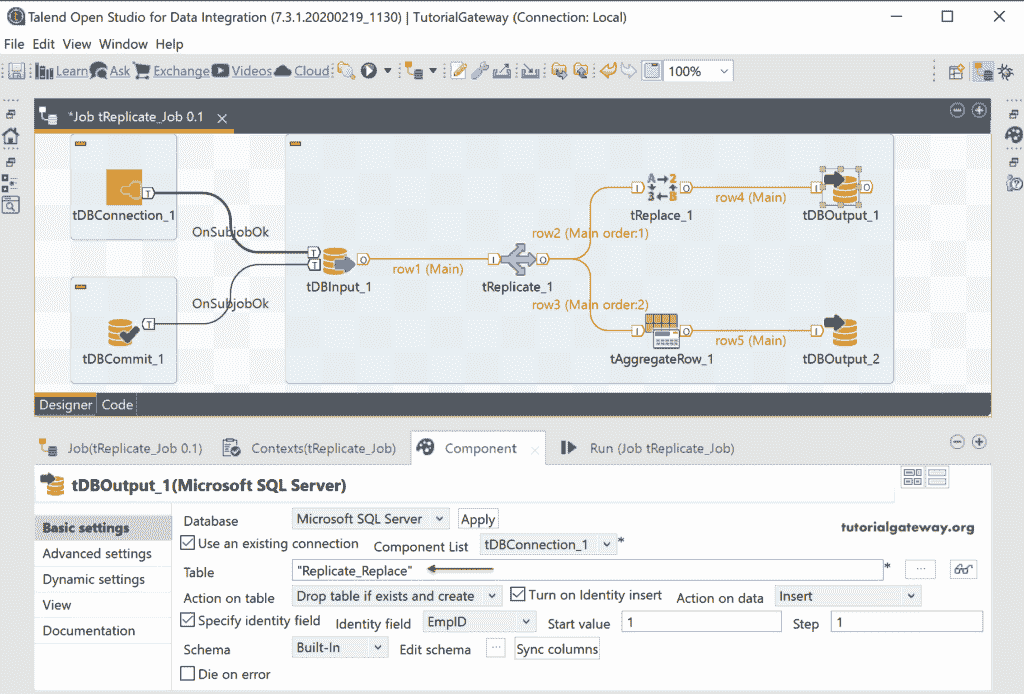 Talend Open Studio for Data Integration (7.3.1.20200219_1130) | TutorialGateway (Connection: Local)
File Edit View Window Help
Learn Ask Exchange Videos Cloud 100%
*Job tReplicate_Job 0.1
tDBConnection_1
OnSubjobOk
tDBInput_1
row1 (Main)
tReplicate_1
row2 (Main order:1)
tReplace_1
row4 (Main)
tDBOutput_1
OnSubjobOk
tDBCommit_1
row3 (Main order:2)
tAggregateRow_1
row5 (Main)
tDBOutput_2
Designer Code
Job(tReplicate_Job 0.1) Contexts(tReplicate_Job) Component Run (Job tReplicate_Job)
tDBOutput_1(Microsoft SQL Server)
Basic settings
Advanced settings
Dynamic settings
View
Documentation
Database Microsoft SQL Server Apply
tutorialgateway.org
Use an existing connection Component List tDBConnection_1 *
Table "Replicate_Replace" * ...
Action on table Drop table if exists and create Turn on Identity insert Action on data Insert
Specify identity field Identity field EmpID Start value 1 Step 1
Schema Built-In Edit schema ... Sync columns
Die on error